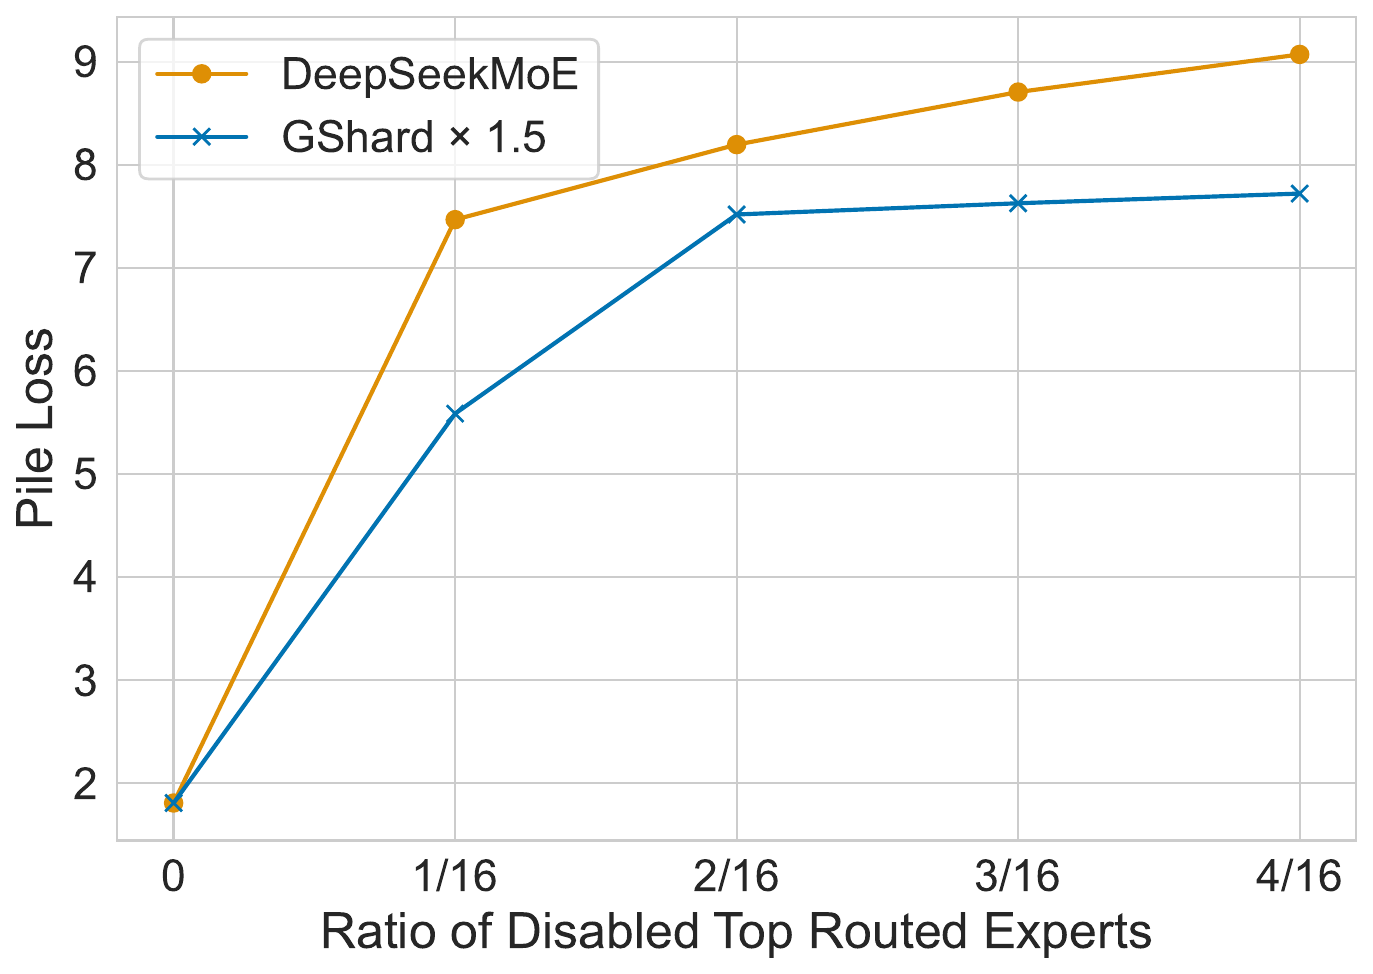 DeepSeekMoE
GShard × 1.5
9
8
7
6
5
4
3
2
Pile Loss
0 1/16 2/16 3/16 4/16
Ratio of Disabled Top Routed Experts